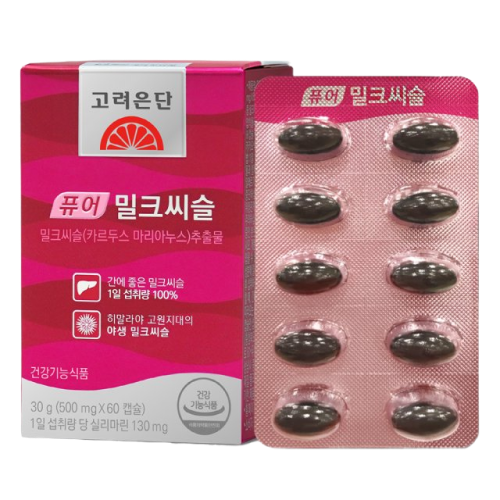 고려은단
퓨어 밀크씨슬
밀크씨슬(카르두스 마리아누스)추출물
간에 좋은 밀크씨슬
1일 섭취량 100%
히말라야 고원지대의
야생 밀크씨슬
건강기능식품
30 g (500 mg X 60 캡슐)
1일 섭취량 당 실리마린 130 mg
건강
기능식품
퓨어 밀크씨슬